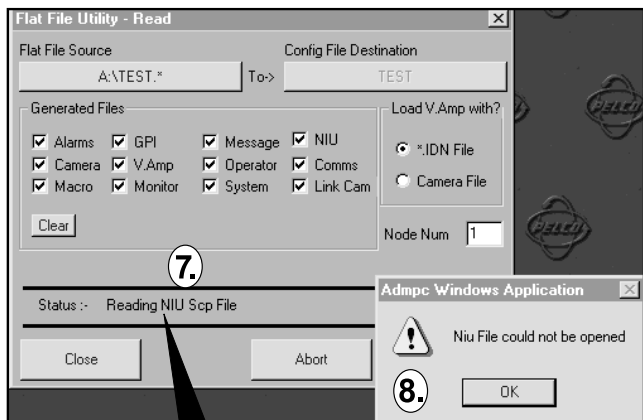 Flat File Utility - Read
Flat File Source
Config File Destination
A:\TEST.*
To->
TEST
Generated Files
Load V.Amp with?
Alarms GPI Message NIU
Camera V.Amp Operator Comms
Macro Monitor System Link Cam
*.IDN File
Camera File
Clear
Node Num 1
7.
Status :- Reading NIU Scp File
Close
Abort
Admpc Windows Application
Niu File could not be opened
8.
OK
PELCO
PELCO